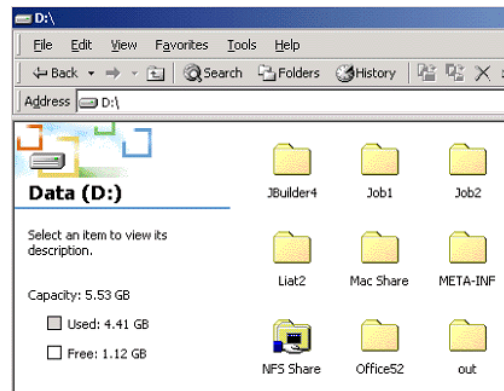 D:\
File Edit View Favorites Tools Help
Back Search Folders History
Address D:\
Data (D:)
Select an item to view its
description.
Capacity: 5.53 GB
Used: 4.41 GB
Free: 1.12 GB
JBuilder4 Job1 Job2
Liat2 Mac Share META-INF
NFS Share Office52 out